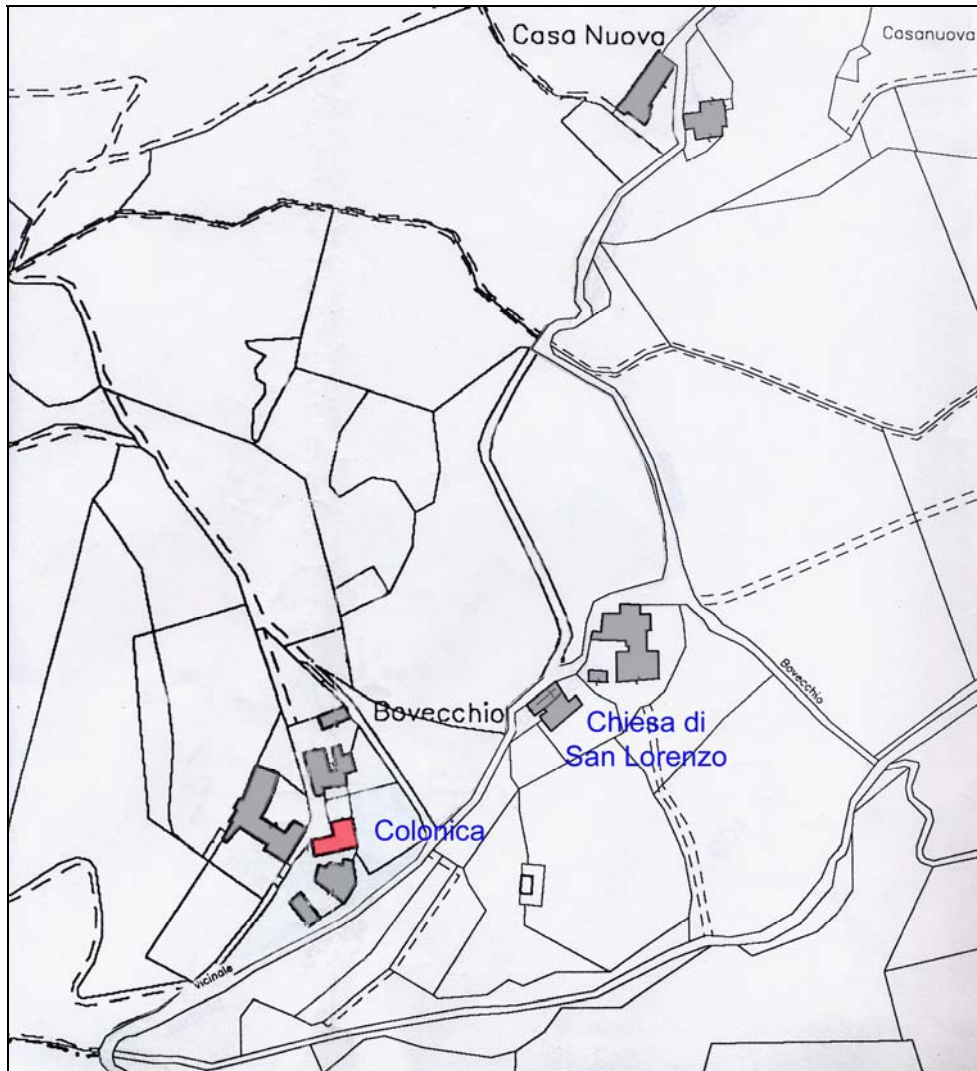 Casa Nuova
Casanuova
Bovecchio
Bovecchio
Chiesa di
San Lorenzo
Colonica
vicinale